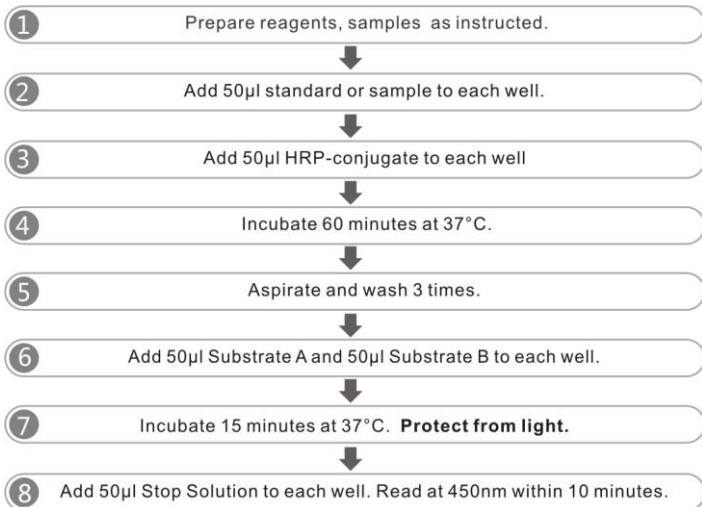 1 Prepare reagents, samples as instructed.
2 Add 50μl standard or sample to each well.
3 Add 50μl HRP-conjugate to each well
4 Incubate 60 minutes at 37°C.
5 Aspirate and wash 3 times.
6 Add 50μl Substrate A and 50μl Substrate B to each well.
7 Incubate 15 minutes at 37°C. Protect from light.
8 Add 50μl Stop Solution to each well. Read at 450nm within 10 minutes.